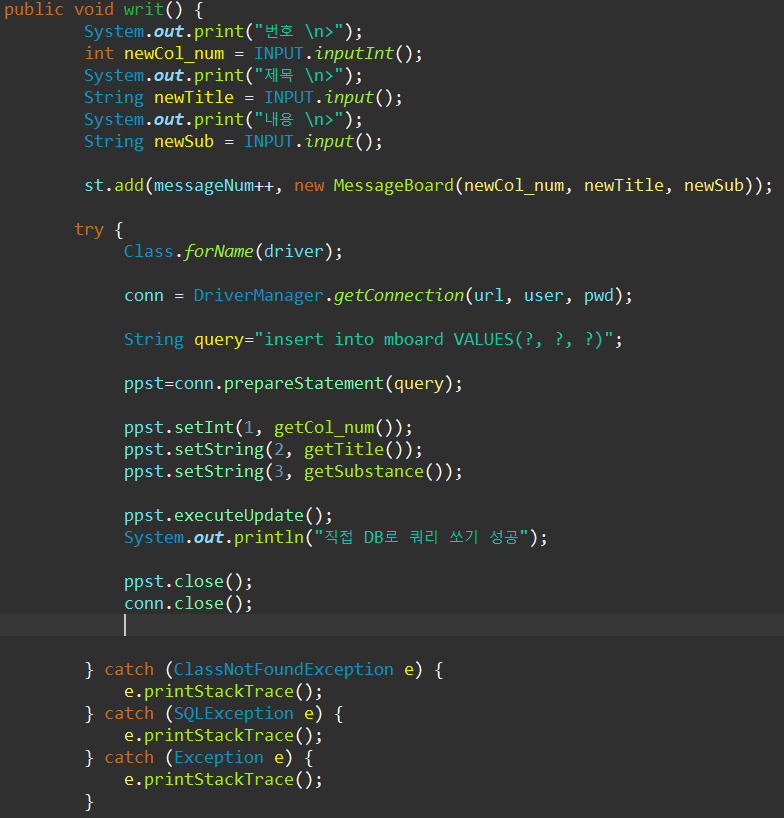 public void writ() {
System.out.print("번호 \n>");
int newCol_num = INPUT.inputInt();
System.out.print("제목 \n>");
String newTitle = INPUT.input();
System.out.print("내용 \n>");
String newSub = INPUT.input();
st.add(messageNum++, new MessageBoard(newCol_num, newTitle, newSub));
try {
Class.forName(driver);
conn = DriverManager.getConnection(url, user, pwd);
String query="insert into mboard VALUES(?, ?, ?)";
ppst=conn.prepareStatement(query);
ppst.setInt(1, getCol_num());
ppst.setString(2, getTitle());
ppst.setString(3, getSubstance());
ppst.executeUpdate();
System.out.println("직접 DB로 쿼리 쓰기 성공");
ppst.close();
conn.close();
} catch (ClassNotFoundException e) {
e.printStackTrace();
} catch (SQLException e) {
e.printStackTrace();
} catch (Exception e) {
e.printStackTrace();
}